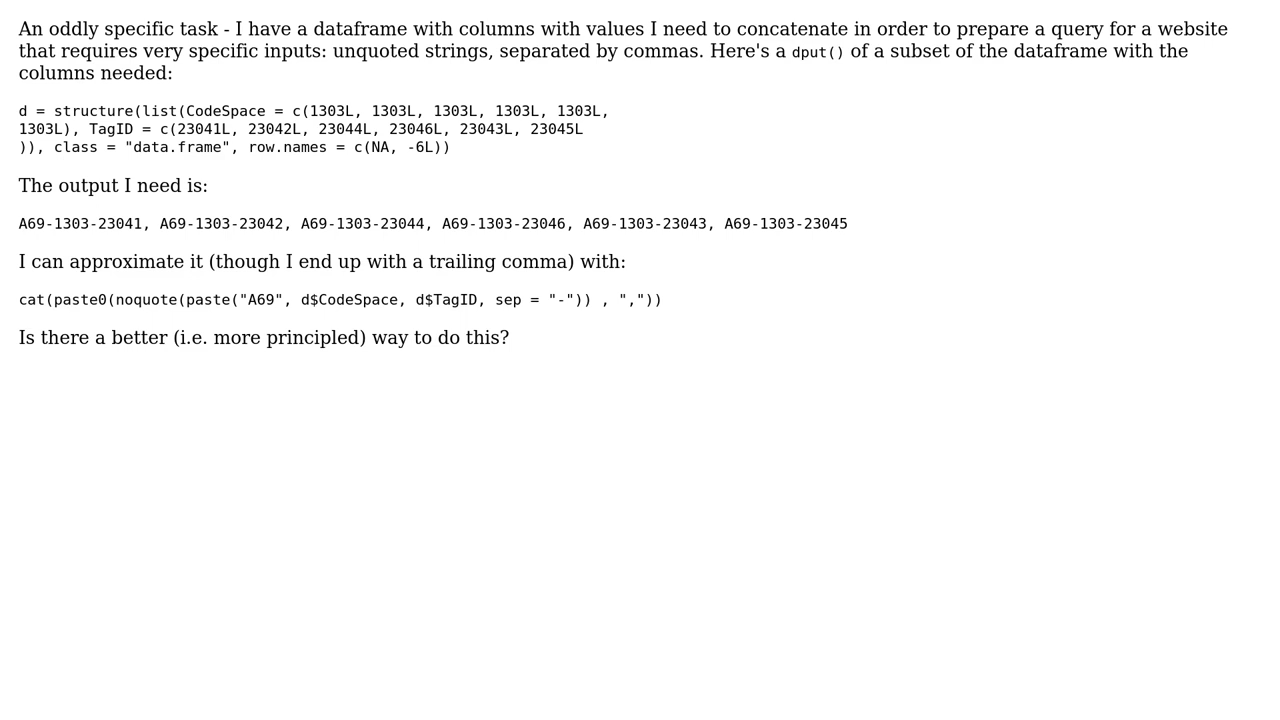 An oddly specific task - I have a dataframe with columns with values I need to concatenate in order to prepare a query for a website
that requires very specific inputs: unquoted strings, separated by commas. Here's a dput() of a subset of the dataframe with the
columns needed:
d = structure(list(CodeSpace = c(1303L, 1303L, 1303L, 1303L, 1303L,
1303L), TagID = c(23041L, 23042L, 23044L, 23046L, 23043L, 23045L
)), class = "data.frame", row.names = c(NA, -6L))
The output I need is:
A69-1303-23041, A69-1303-23042, A69-1303-23044, A69-1303-23046, A69-1303-23043, A69-1303-23045
I can approximate it (though I end up with a trailing comma) with:
cat(paste0(noquote(paste("A69", d$CodeSpace, d$TagID, sep = "-")) , ","))
Is there a better (i.e. more principled) way to do this?